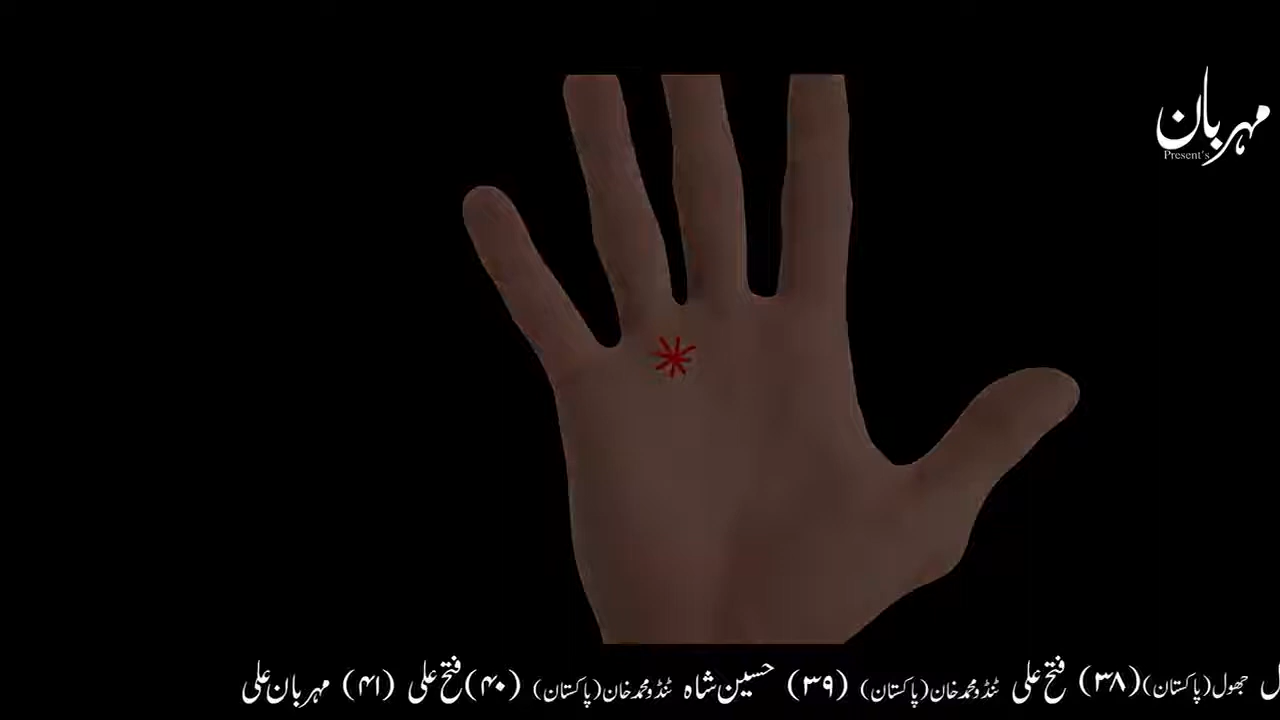 مہربان
Present's
جھول(پاکستان)(۳۸) فتح علی ٹنڈو محمد خان(پاکستان) (۳۹) حسین شاہ ٹنڈو محمد خان(پاکستان) (۴۰)فتح علی (۴۱) مہربان علی